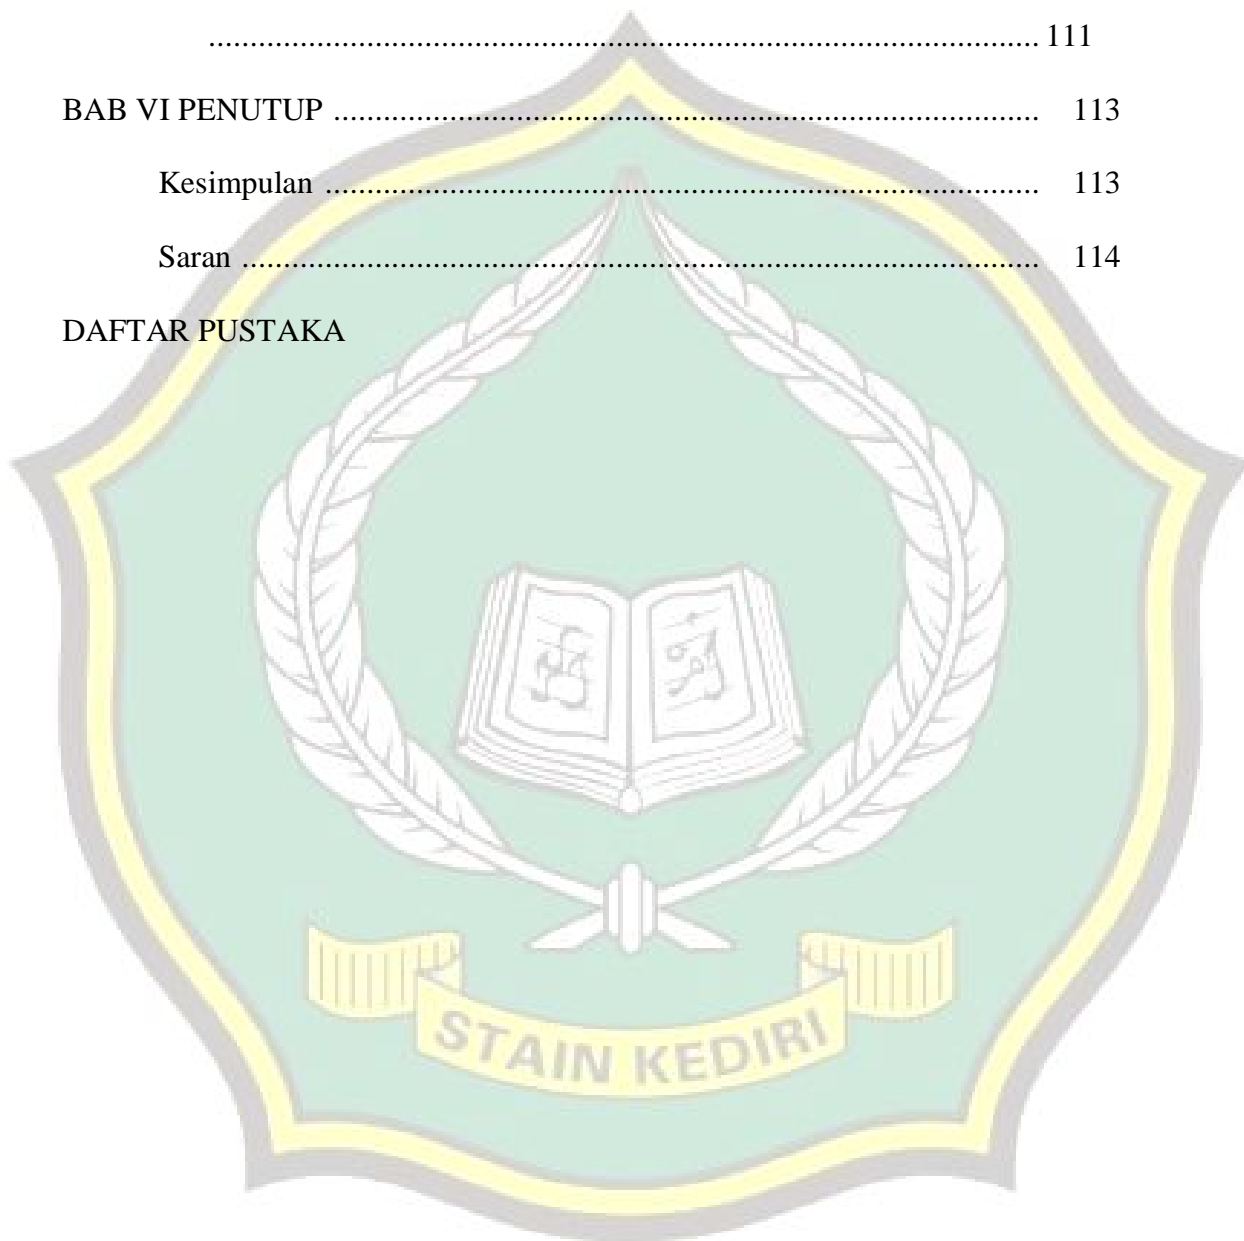 .................................................................................................... 111
BAB VI PENUTUP ..................................................................................... 113
Kesimpulan ...................................................................................... 113
Saran ................................................................................................ 114
DAFTAR PUSTAKA
STAIN KEDIRI